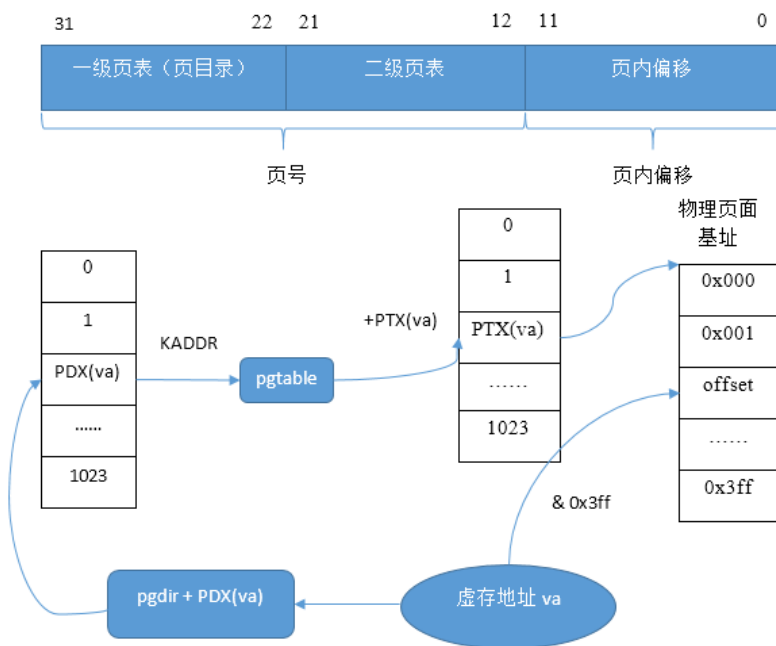 31 22 21 12 11 0
一级页表（页目录） 二级页表 页内偏移
页号 页内偏移
物理页面
基址
0
1
PDX(va)
......
1023
KADDR
pgtable
+PTX(va)
0
1
PTX(va)
……
1023
0x000
0x001
offset
……
0x3ff
& 0x3ff
pgdir + PDX(va)
虚存地址 va